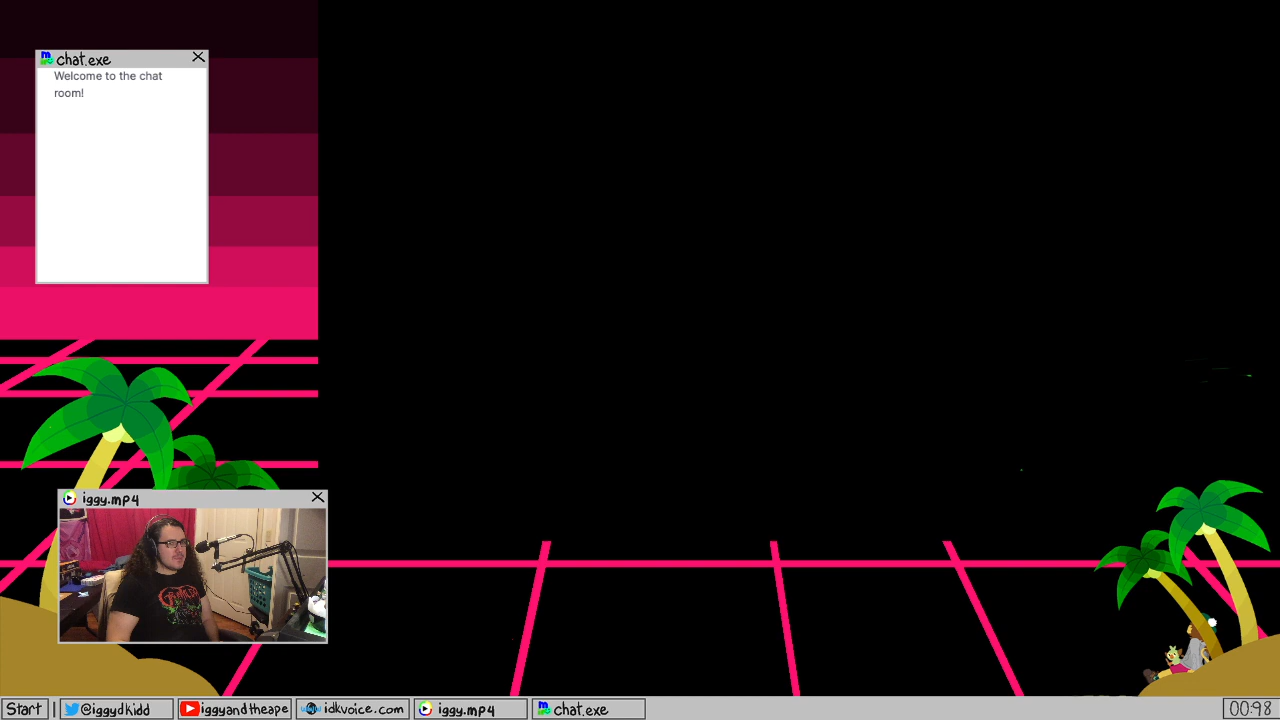 chat.exe
Welcome to the chat
room!
iggy.mp4
Start
@iggydkidd
iggyandtheape
www
idkvoice.com
iggy.mp4
chat.exe
00:98